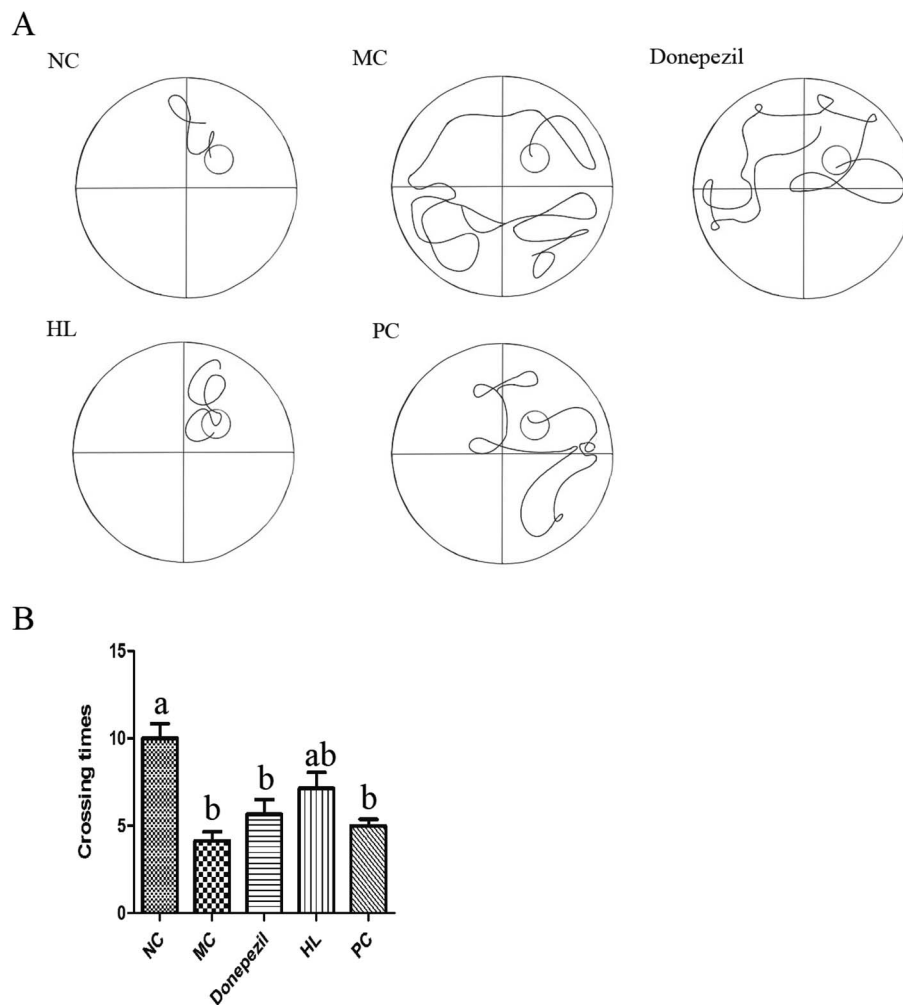 A
NC
MC
Donepezil
HL
PC
B
15
10
5
0
Crossing times
a
b
b
ab
b
NC
MC
Donepezil
HL
PC